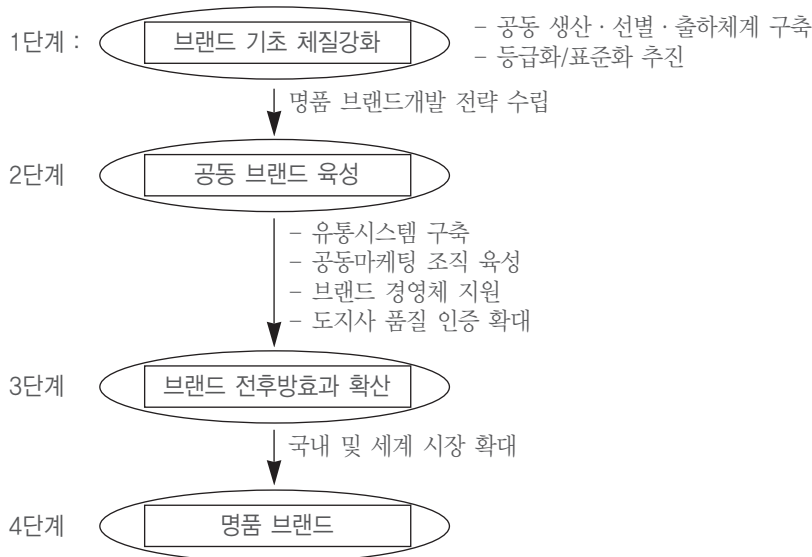 1단계 : 브랜드 기초 체질강화
- 공동 생산 · 선별 · 출하체계 구축
- 등급화/표준화 추진
명품 브랜드개발 전략 수립
2단계 공동 브랜드 육성
- 유통시스템 구축
- 공동마케팅 조직 육성
- 브랜드 경영체 지원
- 도지사 품질 인증 확대
3단계 브랜드 전후방효과 확산
국내 및 세계 시장 확대
4단계 명품 브랜드